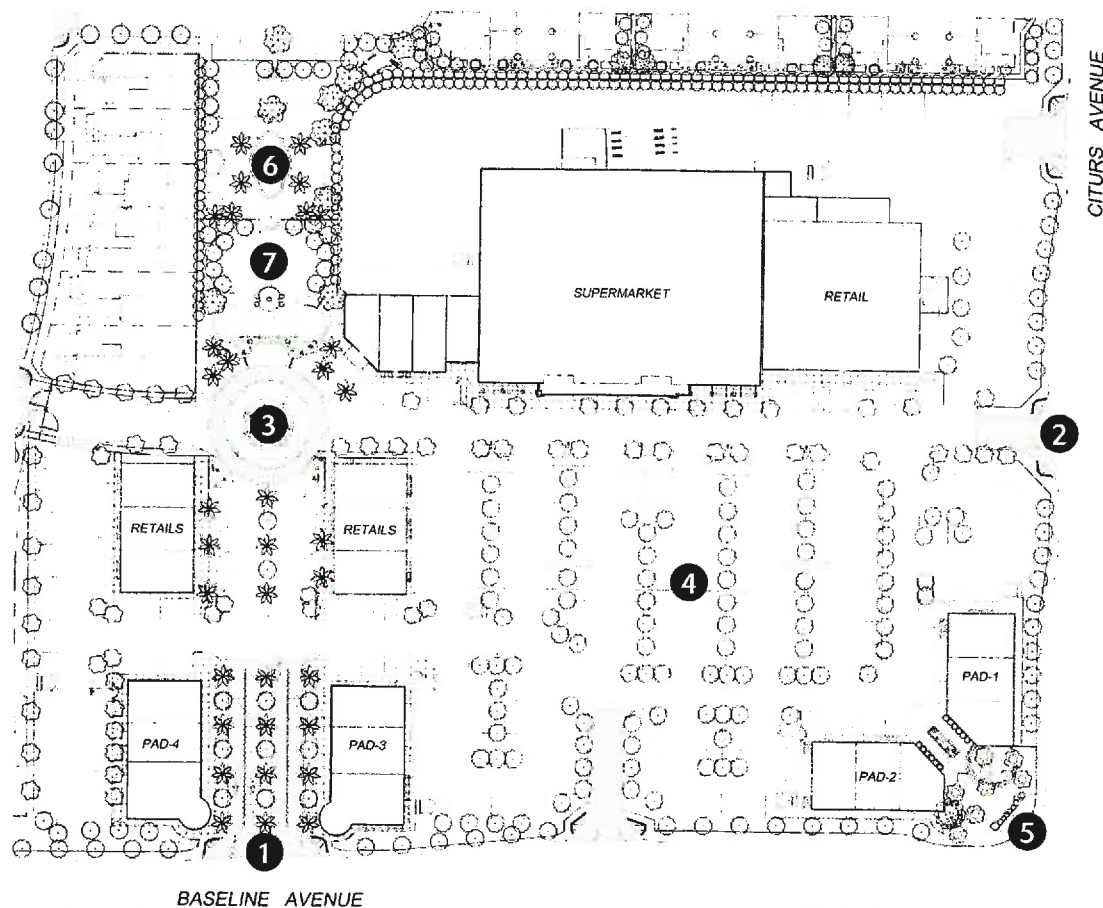 CITURS AVENUE
6
7
SUPERMARKET
RETAIL
3
2
RETAILS
RETAILS
4
PAD-1
PAD-4
PAD-3
PAD-2
5
1
BASELINE AVENUE